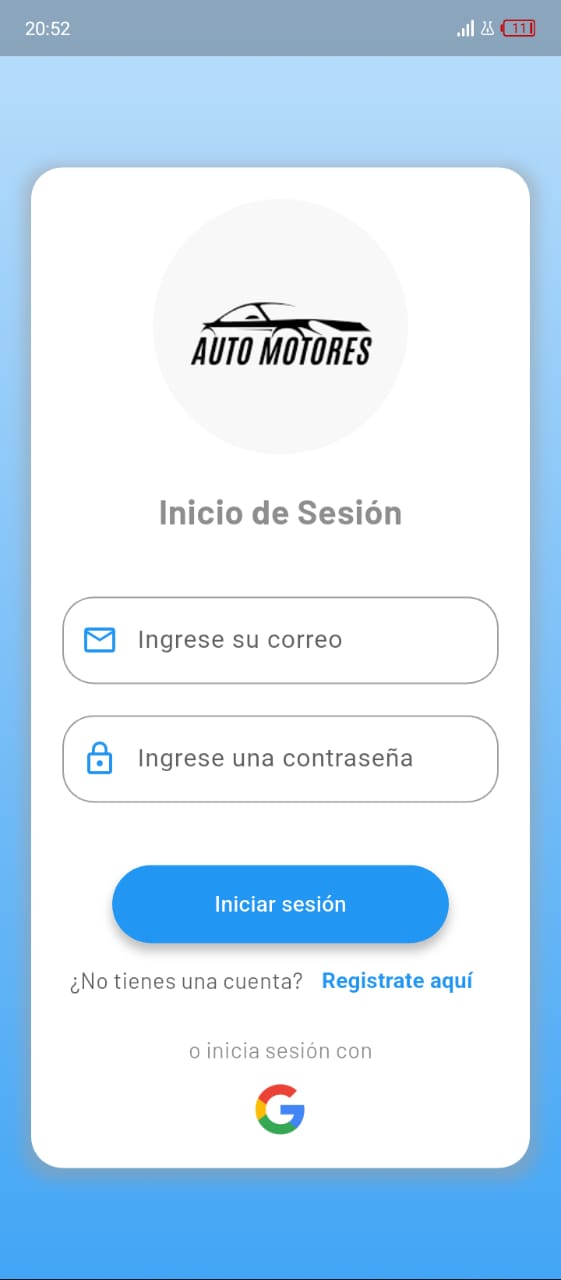 20:52
11
AUTO MOTORES
Inicio de Sesión
Ingrese su correo
Ingrese una contraseña
Iniciar sesión
¿No tienes una cuenta? Registrate aquí
o inicia sesión con
G